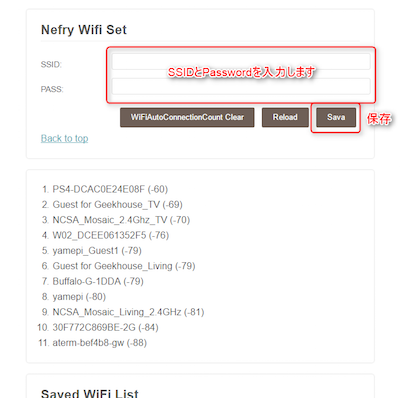 Nefry Wifi Set
SSID:
SSIDとPasswordを入力します
PASS:
WiFiAutoConnectionCount Clear Reload Sava 保存
Back to top
1. PS4-DCAC0E24E08F (-60)
2. Guest for Geekhouse_TV (-69)
3. NCSA_Mosaic_2.4Ghz_TV (-70)
4. W02_DCEE061352F5 (-76)
5. yamepi_Guest1 (-79)
6. Guest for Geekhouse_Living (-79)
7. Buffalo-G-1DDA (-79)
8. yamepi (-80)
9. NCSA_Mosaic_Living_2.4GHz (-81)
10. 30F772C869BE-2G (-84)
11. aterm-bef4b8-gw (-88)
Saved WiFi List